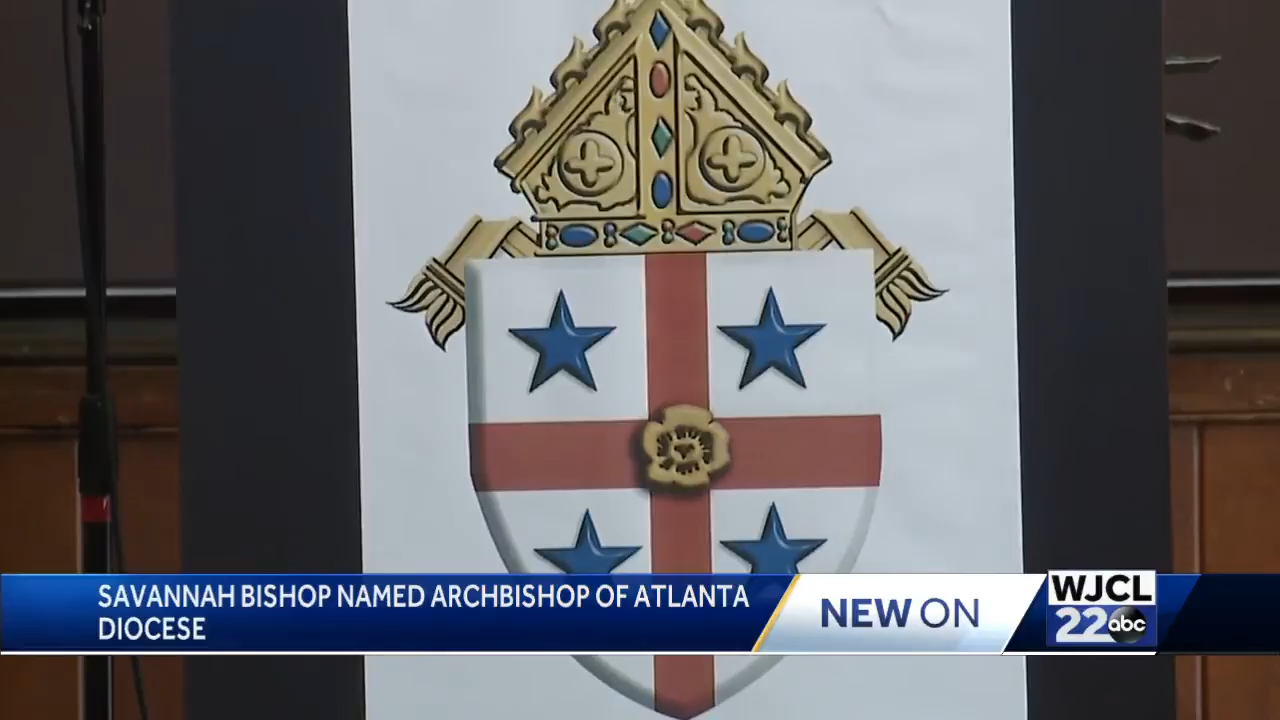 SAVANNAH BISHOP NAMED ARCHBISHOP OF ATLANTA
DIOCESE
NEW ON
WJCL
22 abc